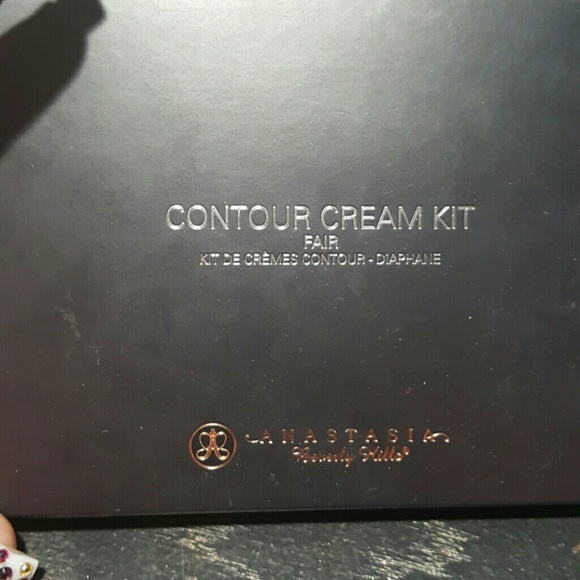 CONTOUR CREAM KIT
FAIR
KIT DE CRÈMES CONTOUR - DIAPHANE
ANASTASIA
Beverly Hills®